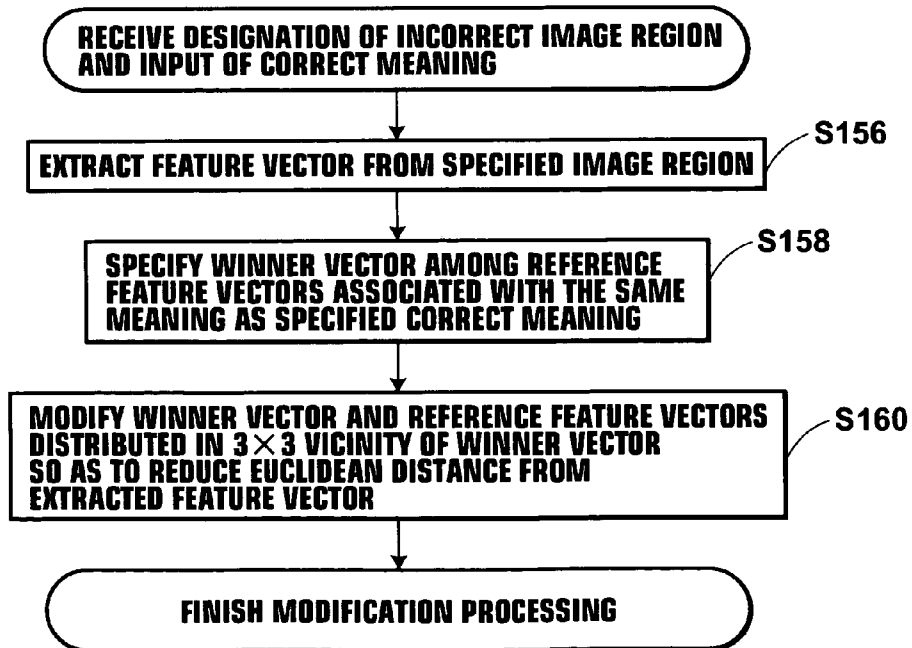 RECEIVE DESIGNATION OF INCORRECT IMAGE REGION
AND INPUT OF CORRECT MEANING
S156
EXTRACT FEATURE VECTOR FROM SPECIFIED IMAGE REGION
S158
SPECIFY WINNER VECTOR AMONG REFERENCE
FEATURE VECTORS ASSOCIATED WITH THE SAME
MEANING AS SPECIFIED CORRECT MEANING
S160
MODIFY WINNER VECTOR AND REFERENCE FEATURE VECTORS
DISTRIBUTED IN 3×3 VICINITY OF WINNER VECTOR
SO AS TO REDUCE EUCLIDEAN DISTANCE FROM
EXTRACTED FEATURE VECTOR
FINISH MODIFICATION PROCESSING